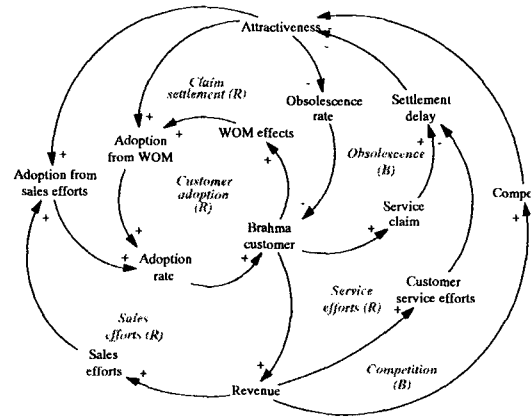 Attractiveness
Claim
settlement (R)
Obsolescence
rate
Settlement
delay
Adoption
from WOM
WOM effects
Obsolescence
(B)
Adoption from
sales efforts
Customer
adoption
(R)
Service
claim
Compe
Brahma
customer
Adoption
rate
Service
efforts (R)
Customer
service efforts
Sales
efforts (R)
Sales
efforts
Competition
(B)
Revenue